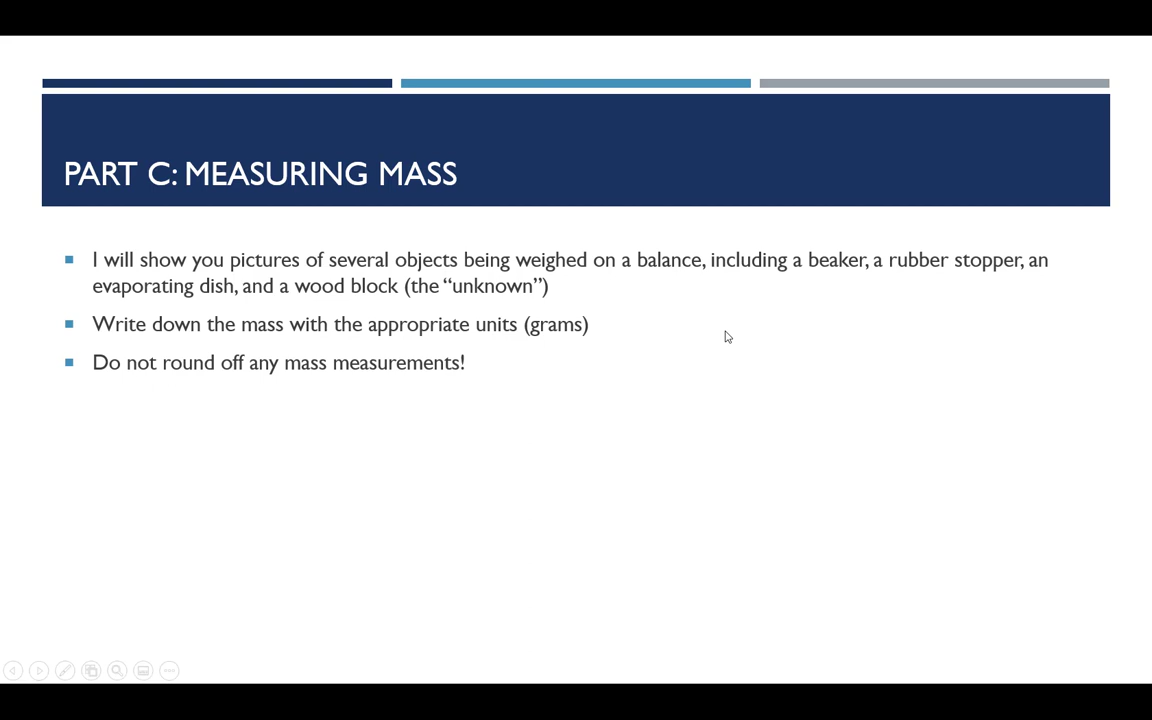 PART C: MEASURING MASS
I will show you pictures of several objects being weighed on a balance, including a beaker, a rubber stopper, an
evaporating dish, and a wood block (the “unknown”)
Write down the mass with the appropriate units (grams)
Do not round off any mass measurements!